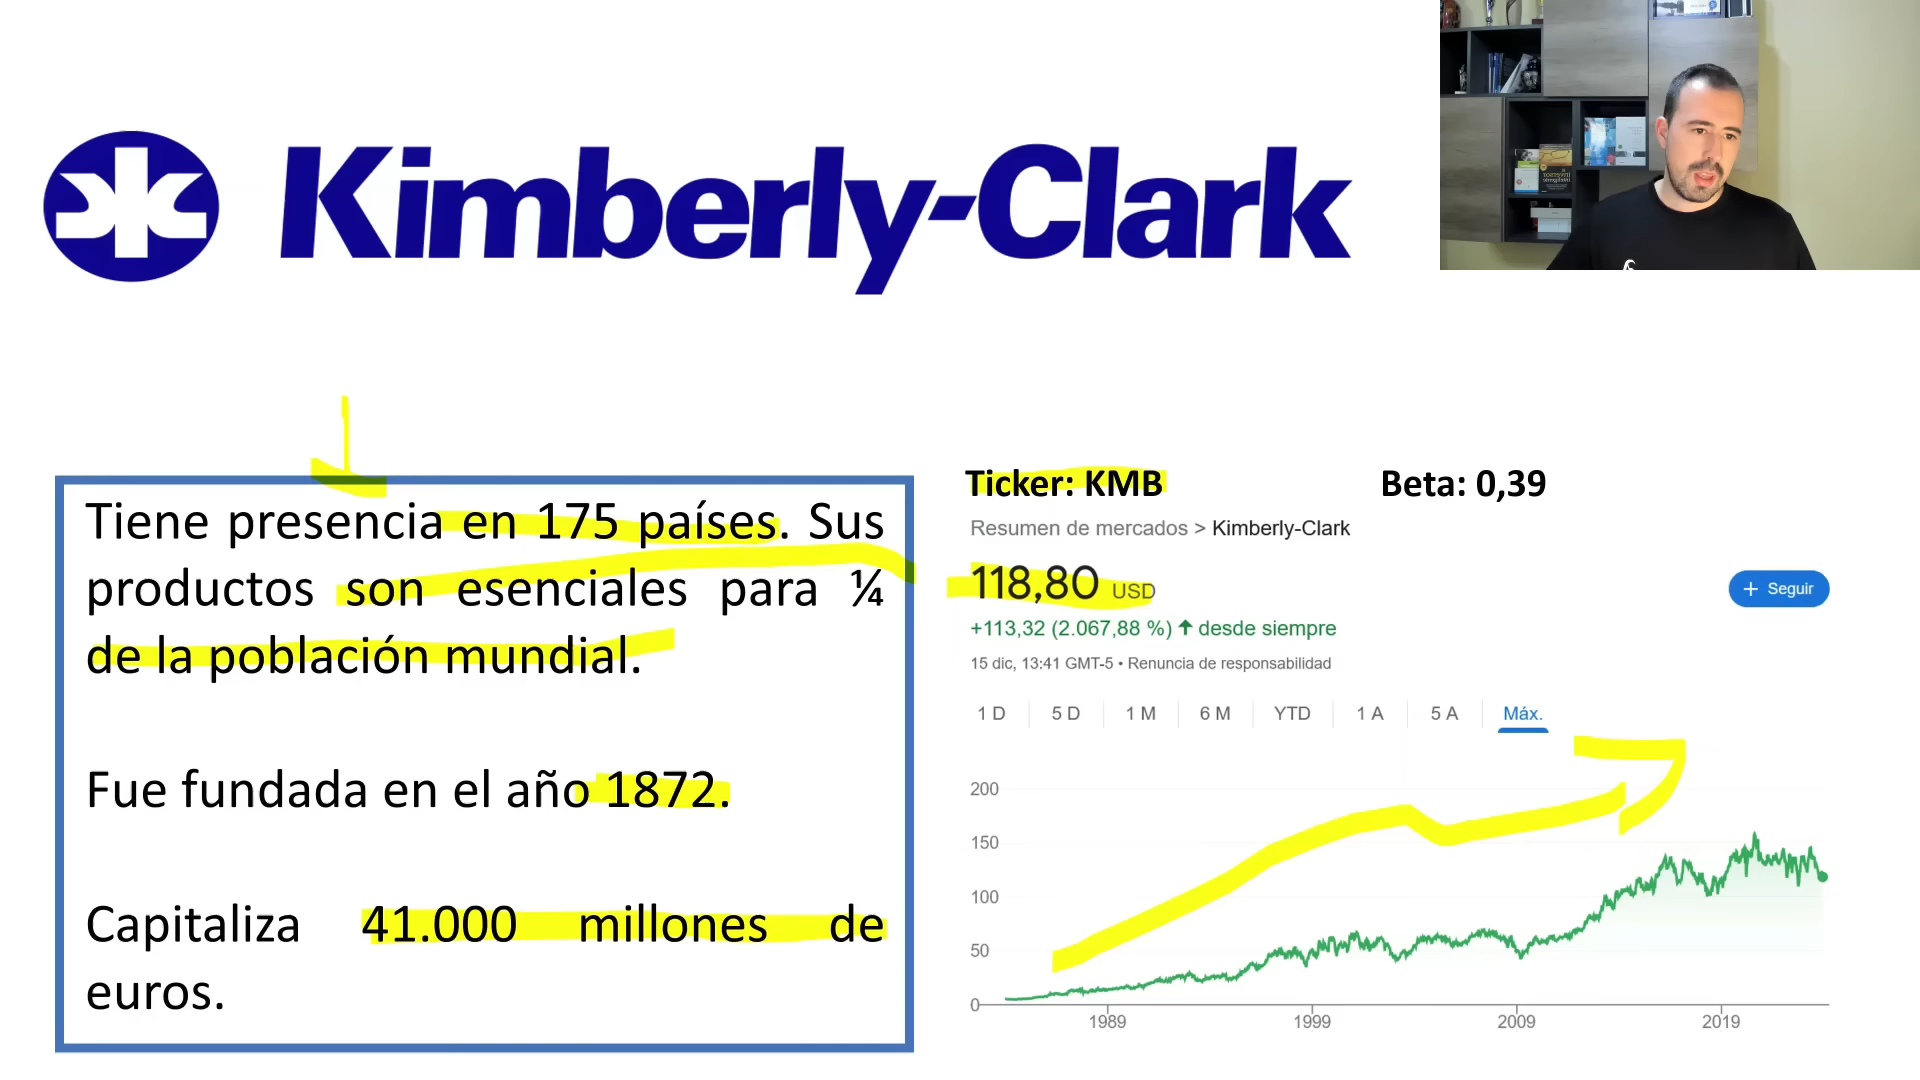 Kimberly-Clark
Tiene presencia en 175 países. Sus
productos son esenciales para ¼
de la población mundial.
Fue fundada en el año 1872.
Capitaliza 41.000 millones de
euros.
Ticker: KMB
Beta: 0,39
Resumen de mercados > Kimberly-Clark
118,80 USD
+ Seguir
+113,32 (2.067,88 %) ↑ desde siempre
15 dic, 13:41 GMT-5 • Renuncia de responsabilidad
1 D 5 D 1 M 6 M YTD 1 A 5 A Máx.
200
150
100
50
0
1989 1999 2009 2019